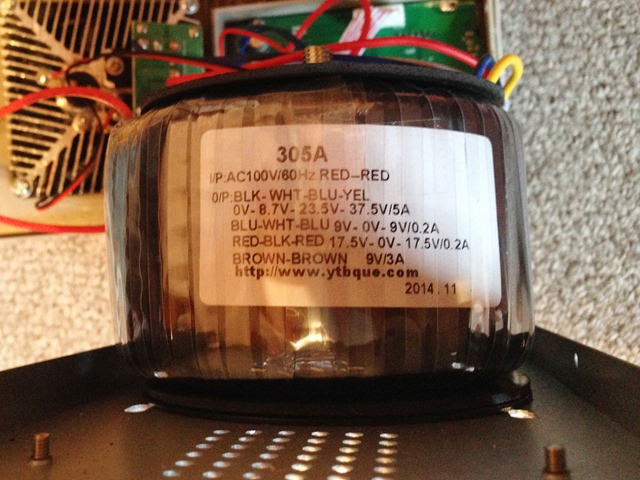 305A
I/P:AC100V/60Hz RED-RED
O/P:BLK-WHT-BLU-YEL
0V- 8.7V- 23.5V- 37.5V/5A
BLU-WHT-BLU 9V- 0V- 9V/0.2A
RED-BLK-RED 17.5V- 0V- 17.5V/0.2A
BROWN-BROWN 9V/3A
http://www.ytbque.com
2014.11